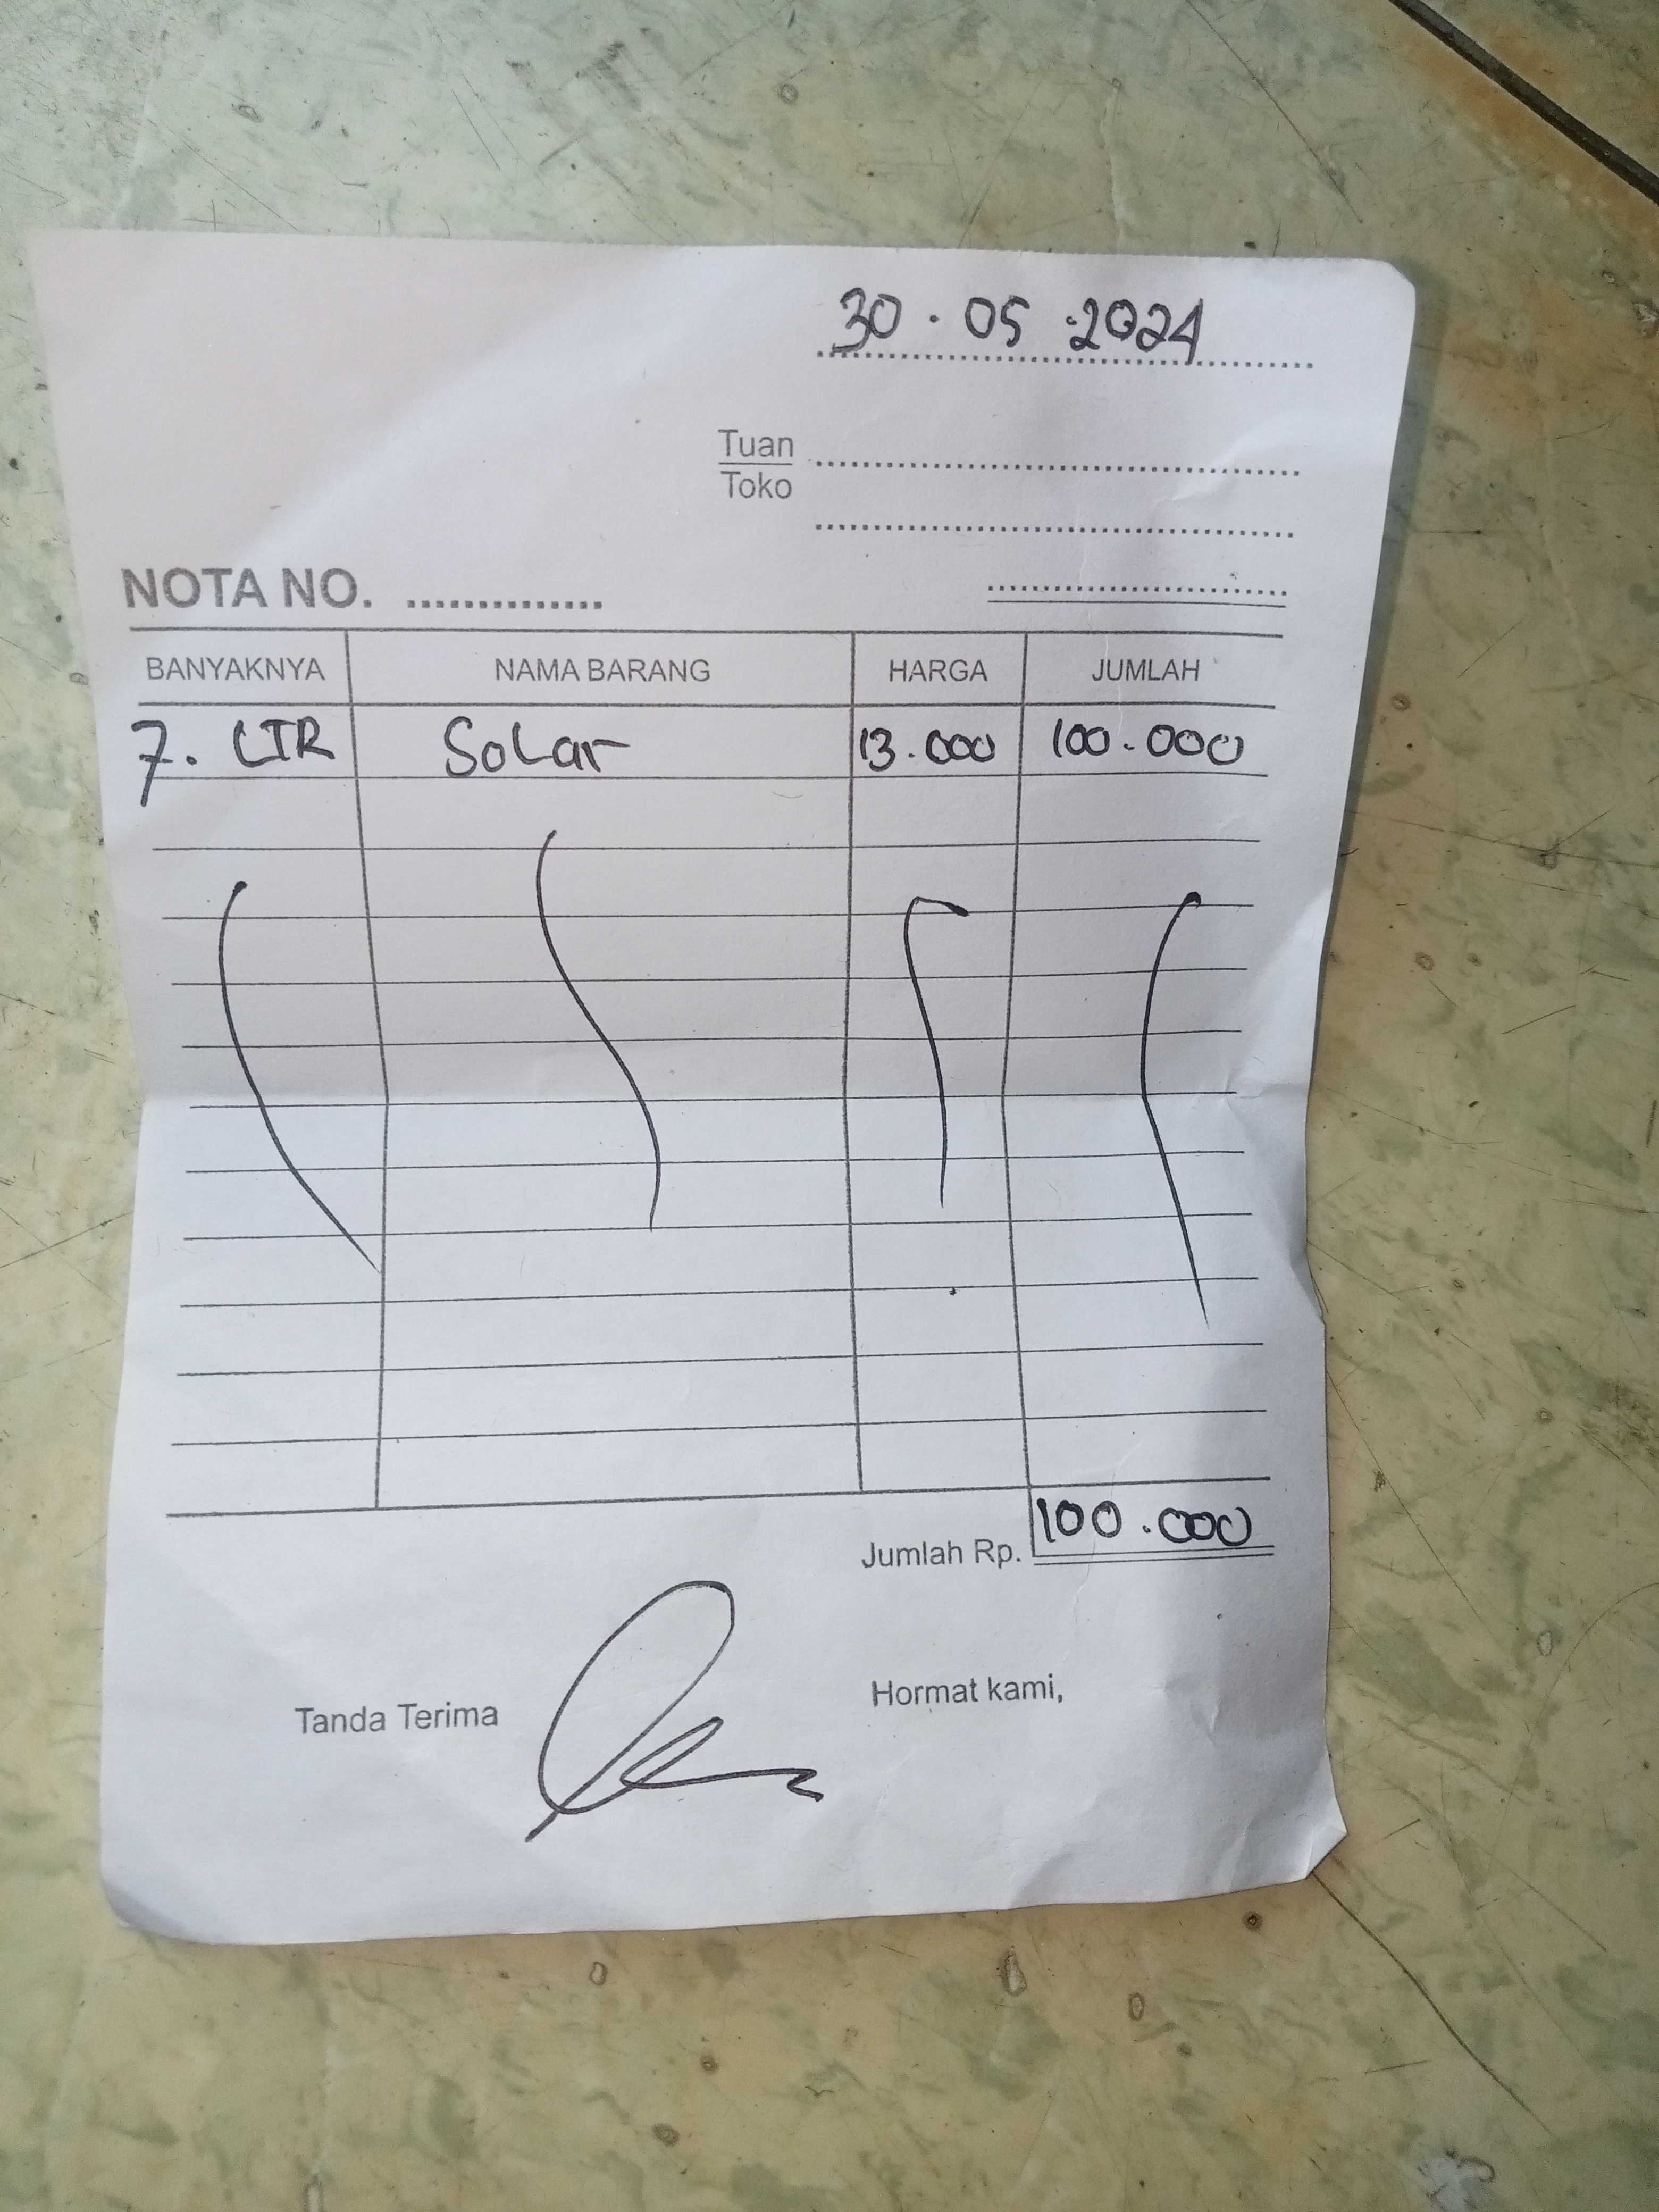 30 . 05 . 2024
Tuan
Toko
NOTA NO. ..............
BANYAKNYA NAMA BARANG HARGA JUMLAH
7. LTR Solar 13.000 100.000
Jumlah Rp. 100.000
Tanda Terima Hormat kami,